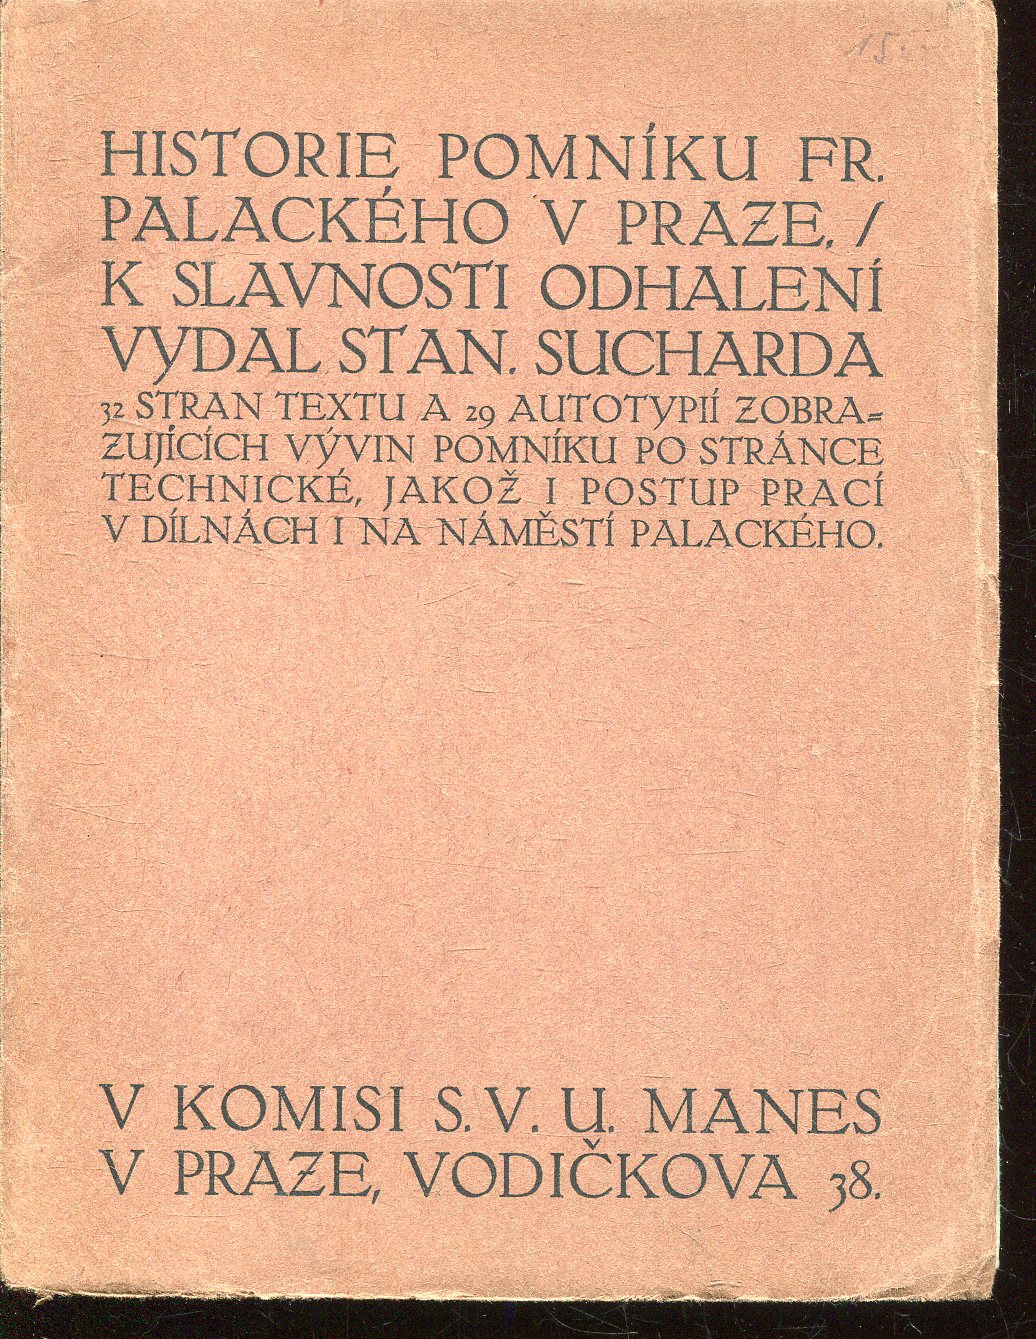 15.--
HISTORIE POMNÍKU FR.
PALACKÉHO V PRAZE. /
K SLAVNOSTI ODHALENÍ
VYDAL STAN. SUCHARDA
32 STRAN TEXTU A 29 AUTOTYPIÍ ZOBRA=
ZUJÍCÍCH VÝVIN POMNÍKU PO STRÁNCE
TECHNICKÉ, JAKOŽ I POSTUP PRACÍ
V DÍLNÁCH I NA NÁMĚSTÍ PALACKÉHO.
V KOMISI S. V. U. MANES
V PRAZE, VODIČKOVA 38.